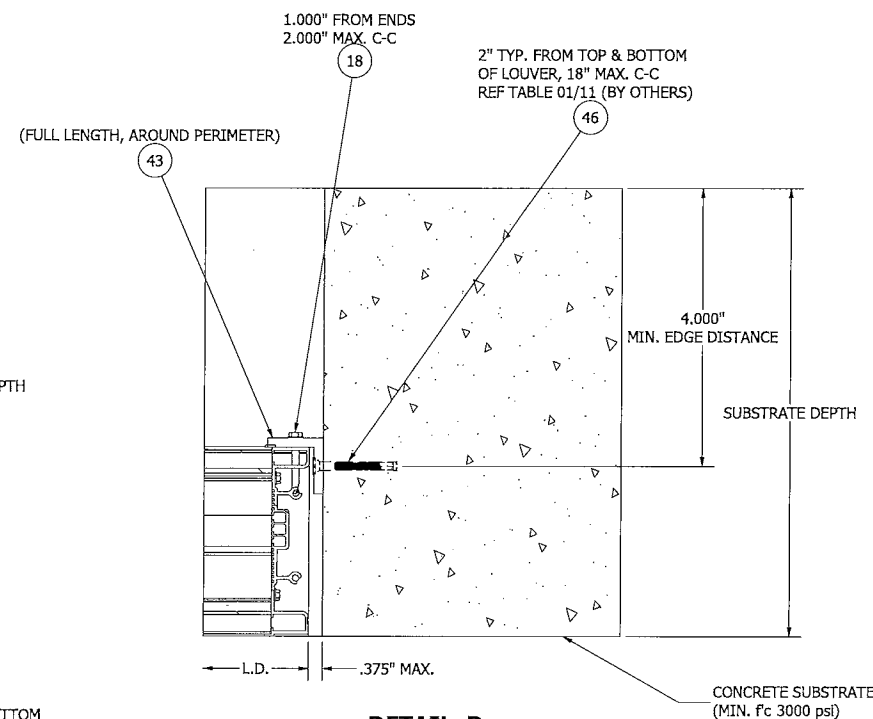 1.000" FROM ENDS
2.000" MAX. C-C
18
2" TYP. FROM TOP & BOTTOM
OF LOUVER, 18" MAX. C-C
REF TABLE 01/11 (BY OTHERS)
46
(FULL LENGTH, AROUND PERIMETER)
43
4.000"
MIN. EDGE DISTANCE
PTH
SUBSTRATE DEPTH
L.D.
.375" MAX.
CONCRETE SUBSTRATE
(MIN. f'c 3000 psi)
TTOM